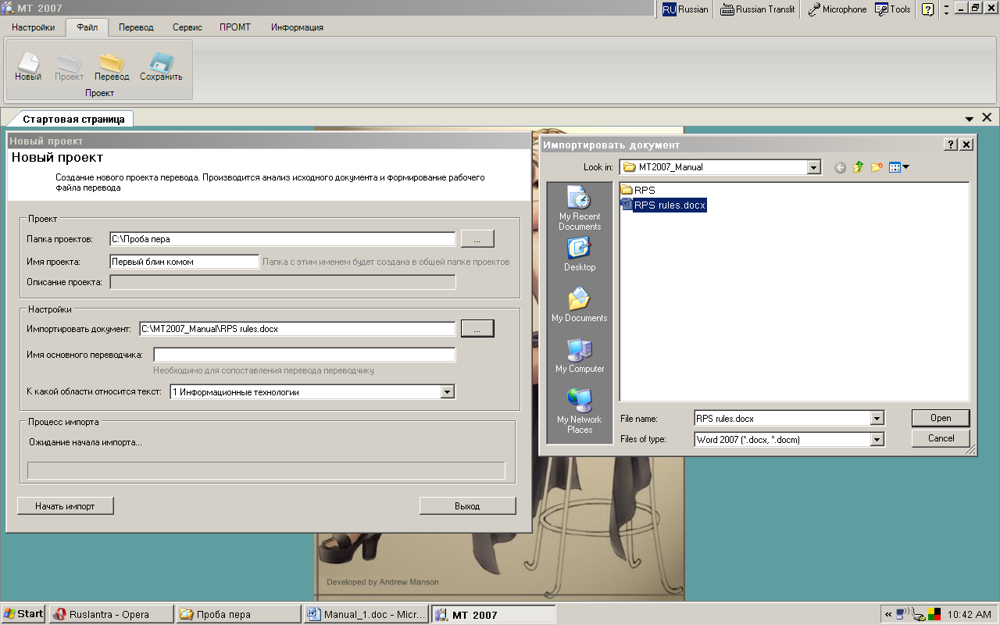 MT 2007
RU Russian
Russian Translit
Microphone
Tools
Настройки
Файл
Перевод
Сервис
ПРОМТ
Информация
Новый
Проект
Перевод
Сохранить
Проект
Стартовая страница
Новый проект
Новый проект
Создание нового проекта перевода. Производится анализ исходного документа и формирование рабочего
файла перевода
Проект
Папка проектов: C:\Проба пера ...
Имя проекта: Первый блин комом Папка с этим именем будет создана в общей папке проектов
Описание проекта:
Настройки
Импортировать документ: C:\MT2007_Manual\RPS rules.docx ...
Имя основного переводчика:
Необходимо для сопоставления перевода переводчику
К какой области относится текст: 1 Информационные технологии
Процесс импорта
Ожидание начала импорта...
Начать импорт
Выход
Импортировать документ
Look in: MT2007_Manual
My Recent
Documents
Desktop
My Documents
My Computer
My Network
Places
RPS
RPS rules.docx
File name: RPS rules.docx
Open
Files of type: Word 2007 (*.docx, *.docm)
Cancel
Developed by Andrew Manson
Start
Ruslantra - Opera
Проба пера
Manual_1.doc - Micr...
MT 2007
10:42 AM